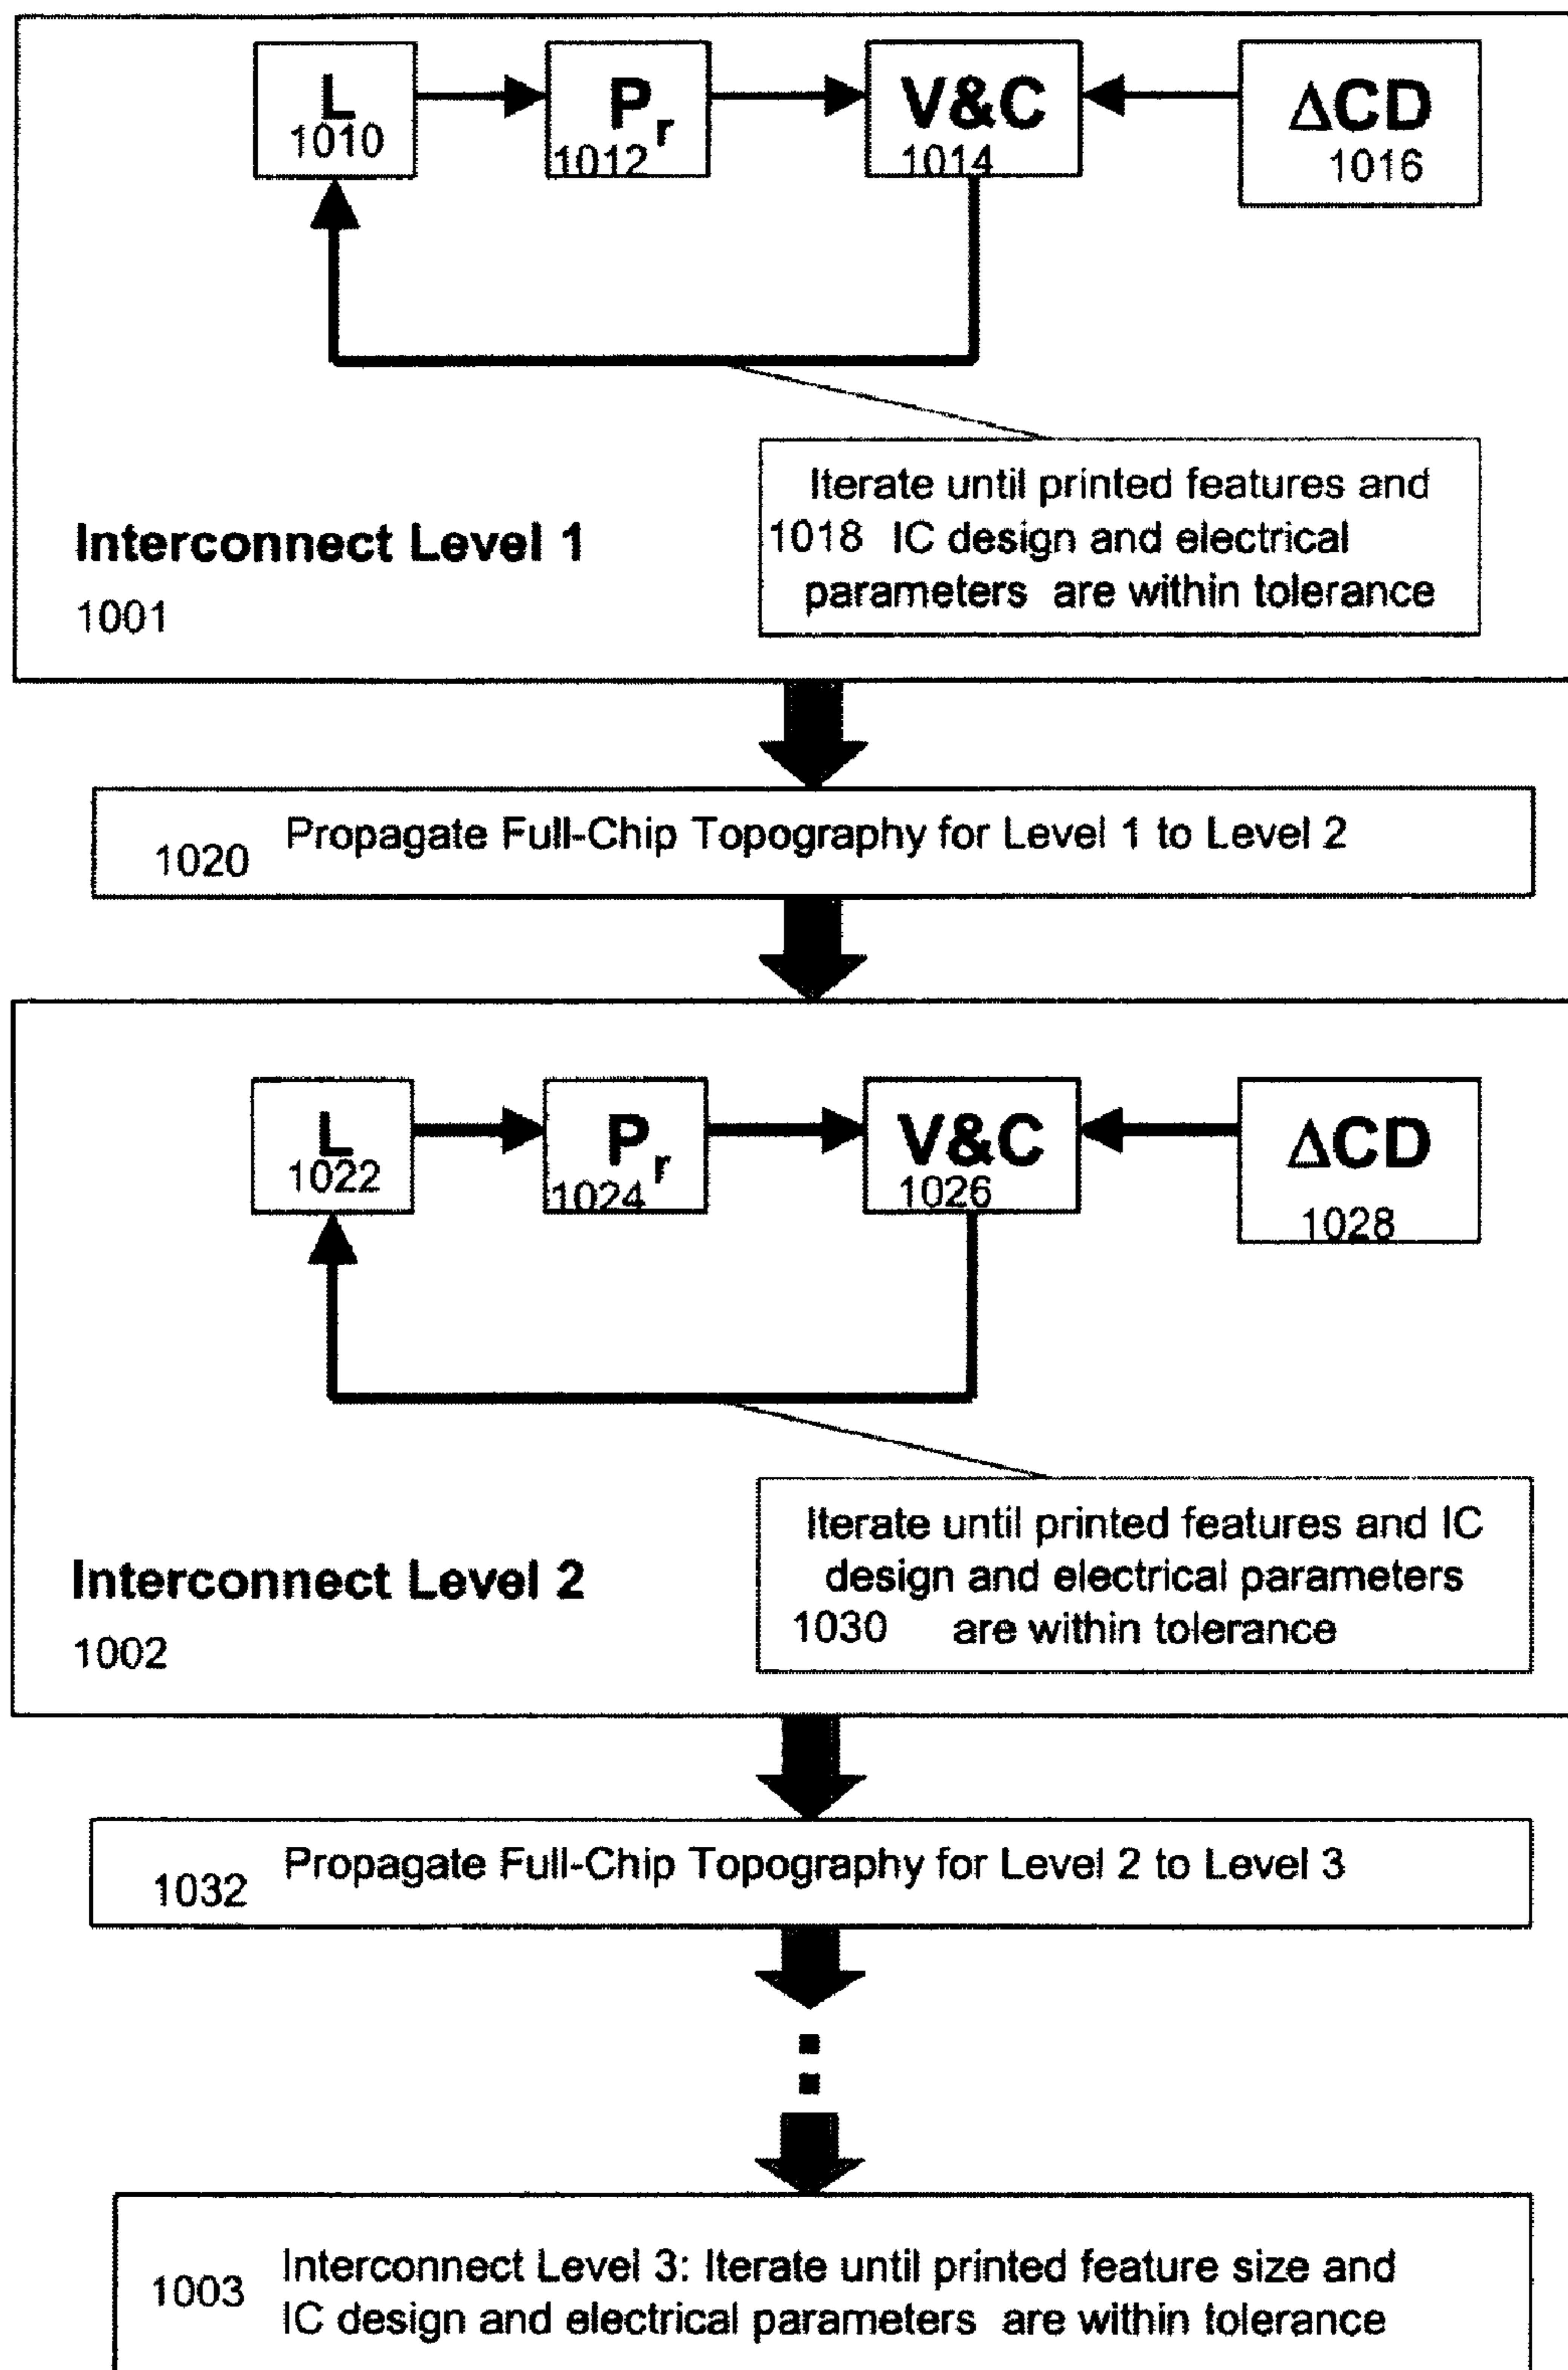 L
1010
Pr
1012
V&C
1014
ΔCD
1016
Iterate until printed features and
1018 IC design and electrical
parameters are within tolerance
Interconnect Level 1
1001
Propagate Full-Chip Topography for Level 1 to Level 2
1020
L
1022
Pr
1024
V&C
1026
ΔCD
1028
Iterate until printed features and IC
design and electrical parameters
1030 are within tolerance
Interconnect Level 2
1002
Propagate Full-Chip Topography for Level 2 to Level 3
1032
Interconnect Level 3: Iterate until printed feature size and
1003
IC design and electrical parameters are within tolerance